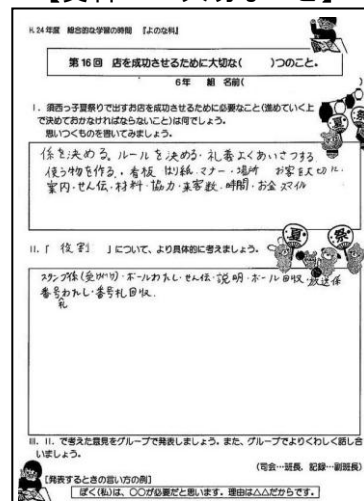 H.24年度 総合的な学習の時間 『よのなか科』
第16回 店を成功させるために大切な( )つのこと。
6年 組 名前(
I. 須西っ子夏祭りで出すお店を成功させるために必要なこと(進めていく上
で決めておかなければならないこと)は何でしょう。
思いつくものを書いてみましょう。
係を決める。ルールを決める・礼儀よくあいさつする
使う物を作る。看板 はり紙 マナー・場所 お客を大切に
案内・せん伝・材料・協力・来客数・時間・お金 スマイル
夏
祭
II.「 役割 」について、より具体的に考えましょう。
スタンプ係(受け付け)・ボールわたし・せん伝・説明・ボール回収・放送係
番号わたし・番号札回収.
札
III. II. で考えた意見をグループで発表しましょう。また、グループでよりくわしく話し合
いましょう。
(司会…班長、記録…副班長)
[発表するときの言い方の例]
ぼく(私)は、○○が必要だと思います。理由は△△だからです。